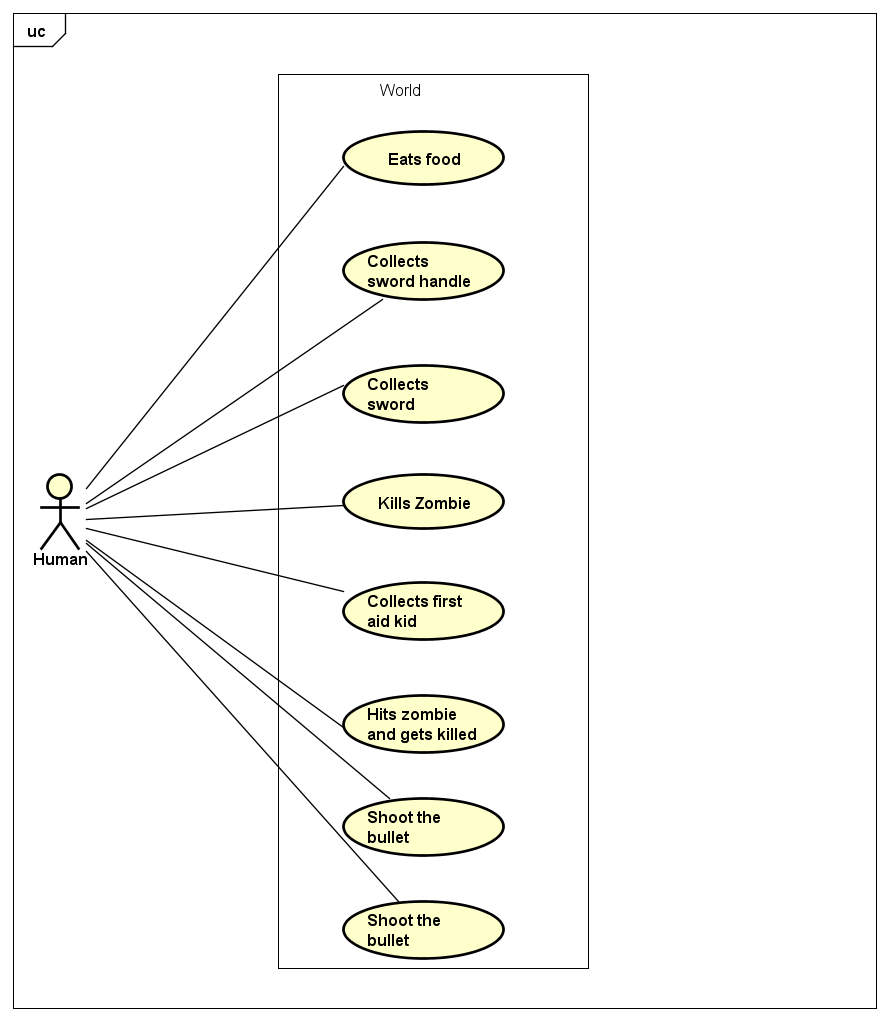 uc
World
Eats food
Collects
sword handle
Collects
sword
Kills Zombie
Human
Collects first
aid kid
Hits zombie
and gets killed
Shoot the
bullet
Shoot the
bullet